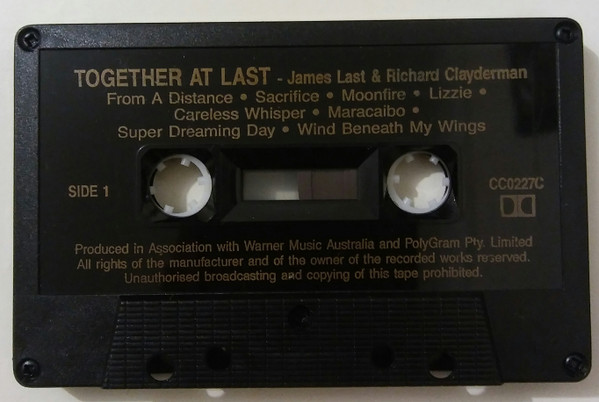 TOGETHER AT LAST - James Last & Richard Clayderman
From A Distance • Sacrifice • Moonfire • Lizzie •
Careless Whisper • Maracaibo •
Super Dreaming Day • Wind Beneath My Wings
SIDE 1
CC0227C
Produced in Association with Warner Music Australia and PolyGram Pty. Limited
All rights of the manufacturer and of the owner of the recorded works reserved.
Unauthorised broadcasting and copying of this tape prohibited.